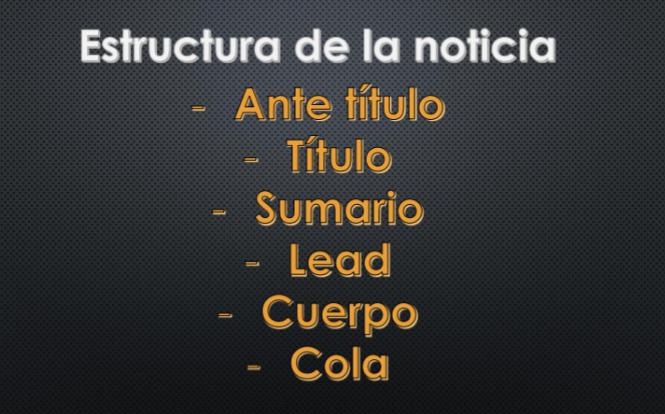 Estructura de la noticia
- Ante título
- Título
- Sumario
- Lead
- Cuerpo
- Cola